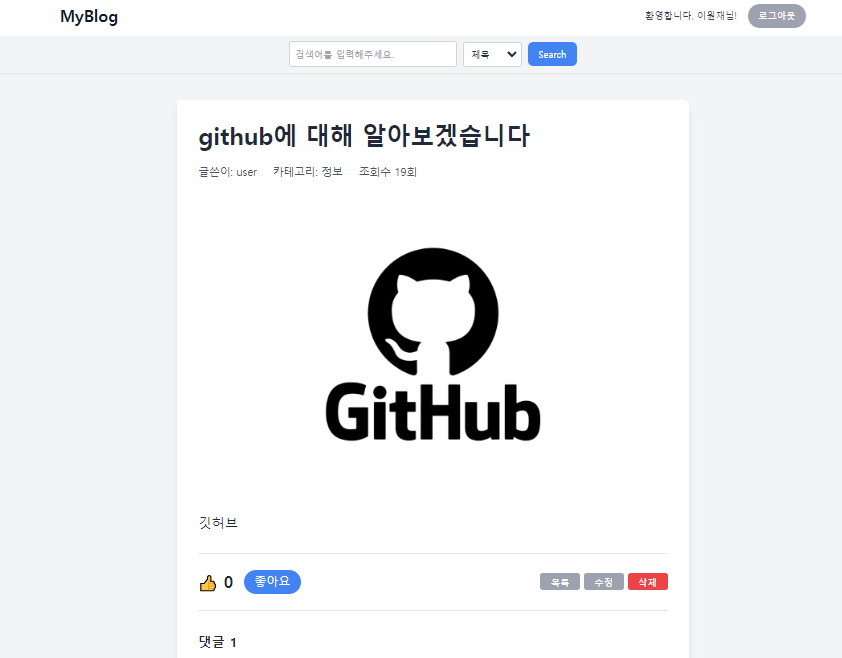 MyBlog 환영합니다, 이원재님! 로그아웃
검색어를 입력해주세요. 제목 Search
github에 대해 알아보겠습니다
글쓴이: user 카테고리: 정보 조회수 19회
GitHub
깃허브
👍 0 좋아요 목록 수정 삭제
댓글 1